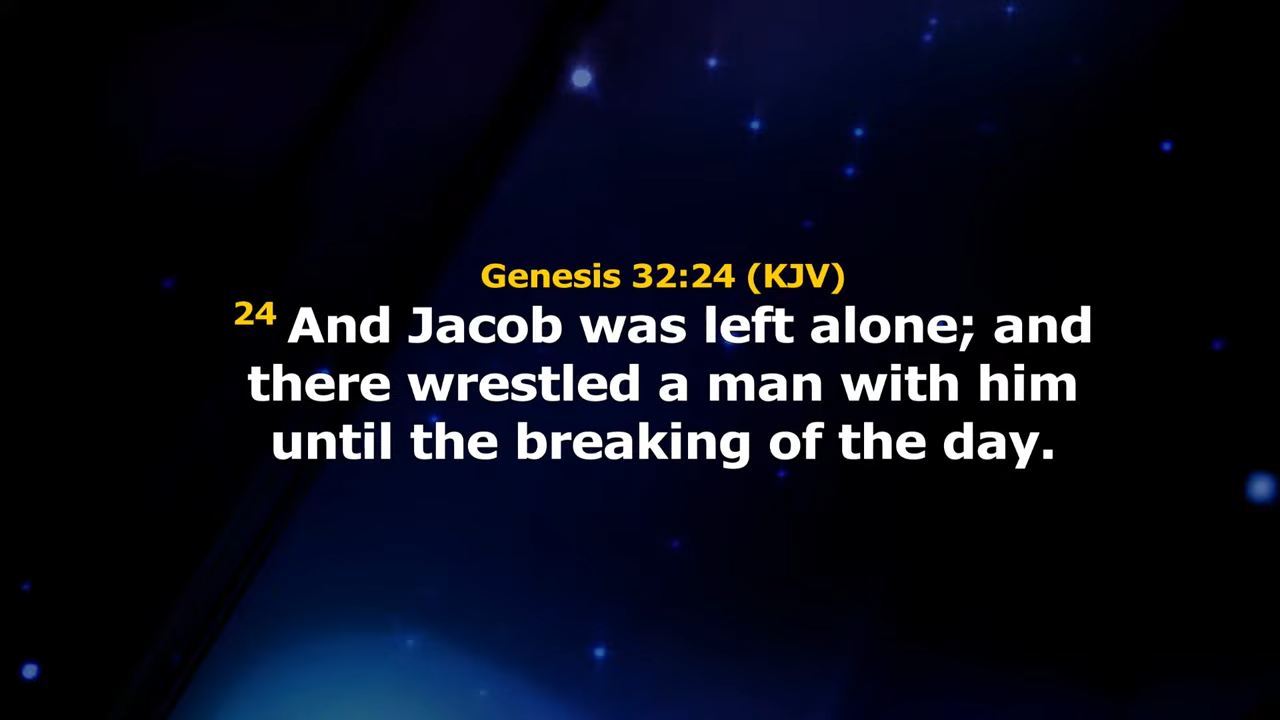 Genesis 32:24 (KJV)
24 And Jacob was left alone; and
there wrestled a man with him
until the breaking of the day.